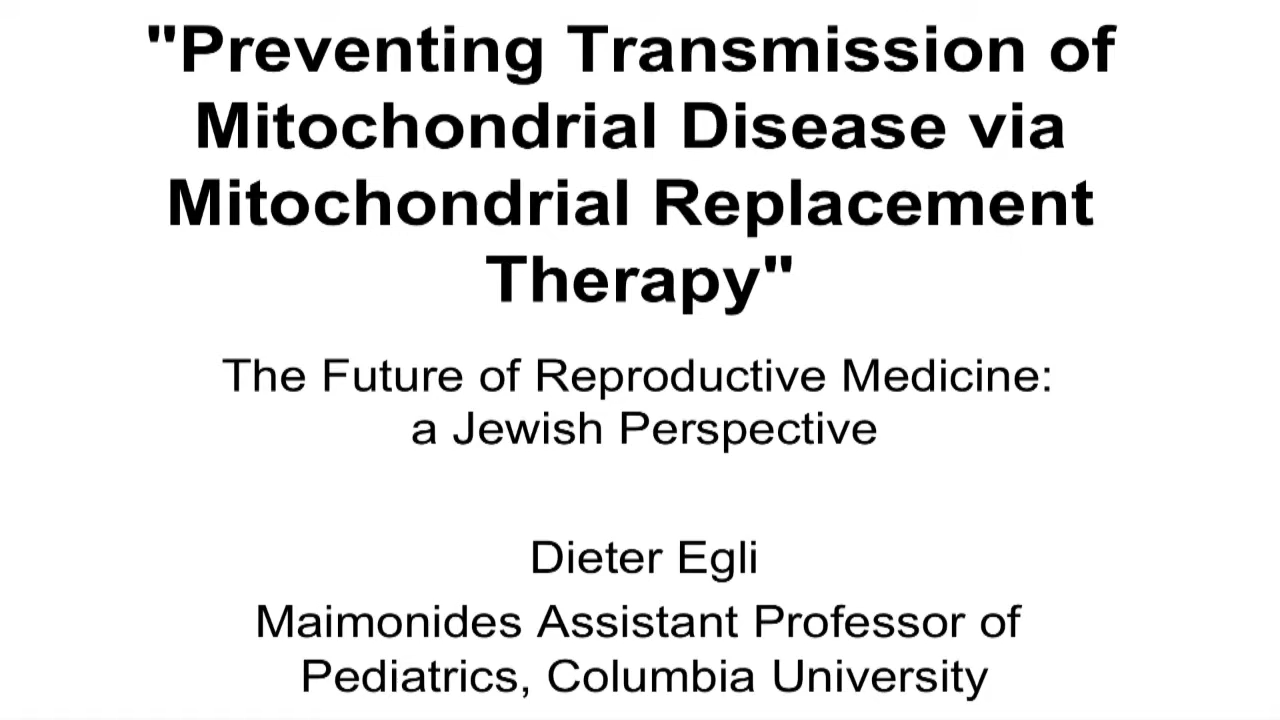 "Preventing Transmission of
Mitochondrial Disease via
Mitochondrial Replacement
Therapy"
The Future of Reproductive Medicine:
a Jewish Perspective
Dieter Egli
Maimonides Assistant Professor of
Pediatrics, Columbia University